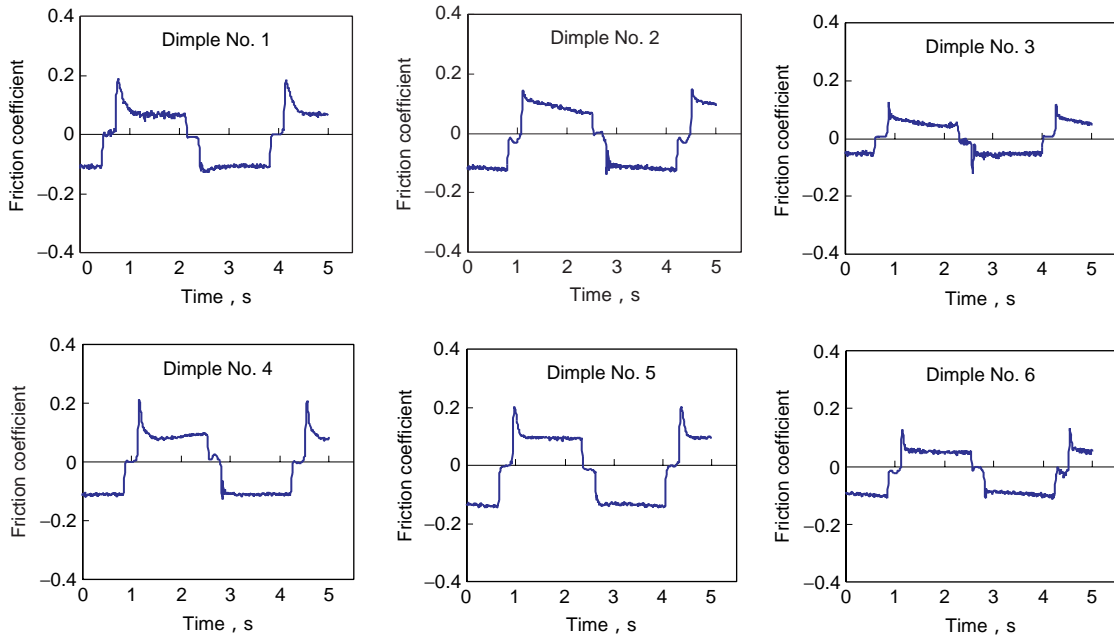 Dimple No. 1
Friction coefficient
0.4
0.2
0
–0.2
–0.4
0 1 2 3 4 5
Time , s
Dimple No. 2
Friction coefficient
0.4
0.2
0
–0.2
–0.4
0 1 2 3 4 5
Time , s
Dimple No. 3
Friction coefficient
0.4
0.2
0
–0.2
–0.4
0 1 2 3 4 5
Time , s
Dimple No. 4
Friction coefficient
0.4
0.2
0
–0.2
–0.4
0 1 2 3 4 5
Time , s
Dimple No. 5
Friction coefficient
0.4
0.2
0
–0.2
–0.4
0 1 2 3 4 5
Time , s
Dimple No. 6
Friction coefficient
0.4
0.2
0
–0.2
–0.4
0 1 2 3 4 5
Time , s